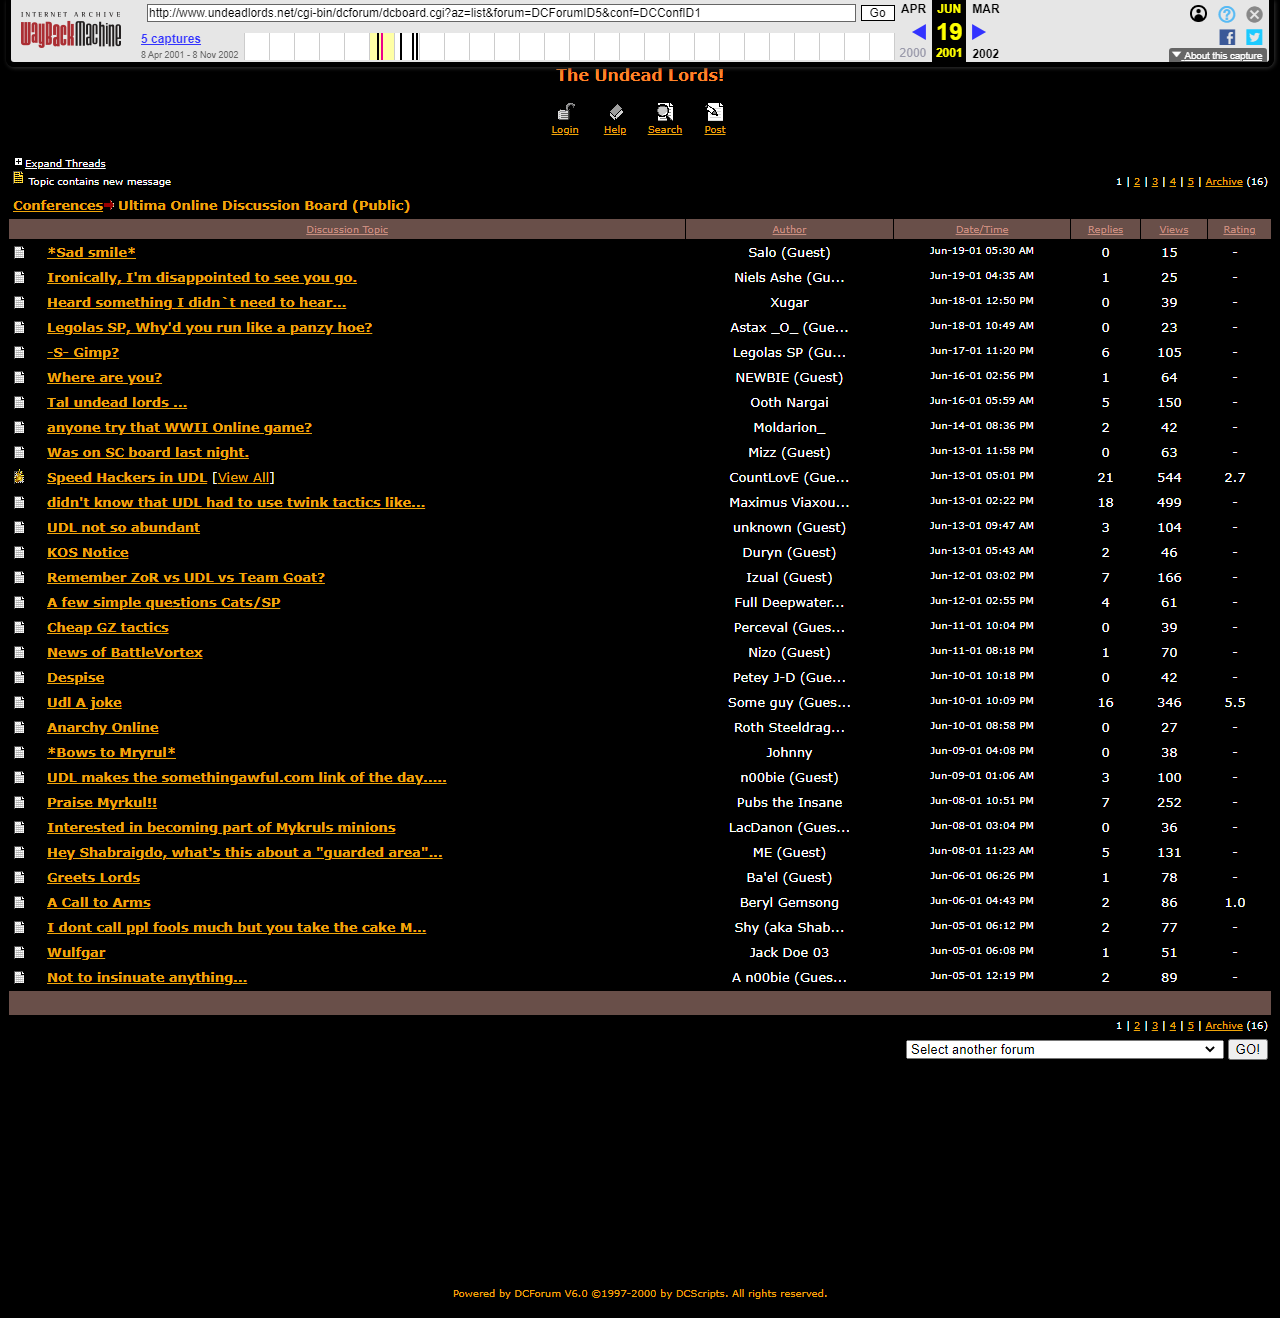 INTERNET ARCHIVE
WayBackMachine
http://www.undeadlords.net/cgi-bin/dcforum/dcboard.cgi?az=list&forum=DCForumID5&conf=DCConfID1
Go
APR JUN MAR
5 captures
19
8 Apr 2001 - 8 Nov 2002
2000 2001 2002
About this capture
The Undead Lords!
Login Help Search Post
Expand Threads
Topic contains new message
1 | 2 | 3 | 4 | 5 | Archive (16)
Conferences Ultima Online Discussion Board (Public)
Discussion Topic Author Date/Time Replies Views Rating
*Sad smile* Salo (Guest) Jun-19-01 05:30 AM 0 15 -
Ironically, I'm disappointed to see you go. Niels Ashe (Gu... Jun-19-01 04:35 AM 1 25 -
Heard something I didn`t need to hear... Xugar Jun-18-01 12:50 PM 0 39 -
Legolas SP, Why'd you run like a panzy hoe? Astax _O_ (Gue... Jun-18-01 10:49 AM 0 23 -
-S- Gimp? Legolas SP (Gu... Jun-17-01 11:20 PM 6 105 -
Where are you? NEWBIE (Guest) Jun-16-01 02:56 PM 1 64 -
Tal undead lords ... Ooth Nargai Jun-16-01 05:59 AM 5 150 -
anyone try that WWII Online game? Moldarion_ Jun-14-01 08:36 PM 2 42 -
Was on SC board last night. Mizz (Guest) Jun-13-01 11:58 PM 0 63 -
Speed Hackers in UDL [View All] CountLovE (Gue... Jun-13-01 05:01 PM 21 544 2.7
didn't know that UDL had to use twink tactics like... Maximus Viaxou... Jun-13-01 02:22 PM 18 499 -
UDL not so abundant unknown (Guest) Jun-13-01 09:47 AM 3 104 -
KOS Notice Duryn (Guest) Jun-13-01 05:43 AM 2 46 -
Remember ZoR vs UDL vs Team Goat? Izual (Guest) Jun-12-01 03:02 PM 7 166 -
A few simple questions Cats/SP Full Deepwater... Jun-12-01 02:55 PM 4 61 -
Cheap GZ tactics Perceval (Gues... Jun-11-01 10:04 PM 0 39 -
News of BattleVortex Nizo (Guest) Jun-11-01 08:18 PM 1 70 -
Despise Petey J-D (Gue... Jun-10-01 10:18 PM 0 42 -
Udl A joke Some guy (Gues... Jun-10-01 10:09 PM 16 346 5.5
Anarchy Online Roth Steeldrag... Jun-10-01 08:58 PM 0 27 -
*Bows to Mryrul* Johnny Jun-09-01 04:08 PM 0 38 -
UDL makes the somethingawful.com link of the day..... n00bie (Guest) Jun-09-01 01:06 AM 3 100 -
Praise Myrkul!! Pubs the Insane Jun-08-01 10:51 PM 7 252 -
Interested in becoming part of Mykruls minions LacDanon (Gues... Jun-08-01 03:04 PM 0 36 -
Hey Shabraigdo, what's this about a "guarded area"... ME (Guest) Jun-08-01 11:23 AM 5 131 -
Greets Lords Ba'el (Guest) Jun-06-01 06:26 PM 1 78 -
A Call to Arms Beryl Gemsong Jun-06-01 04:43 PM 2 86 1.0
I dont call ppl fools much but you take the cake M... Shy (aka Shab... Jun-05-01 06:12 PM 2 77 -
Wulfgar Jack Doe 03 Jun-05-01 06:08 PM 1 51 -
Not to insinuate anything... A n00bie (Gues... Jun-05-01 12:19 PM 2 89 -
1 | 2 | 3 | 4 | 5 | Archive (16)
Select another forum GO!
Powered by DCForum V6.0 ©1997-2000 by DCScripts. All rights reserved.